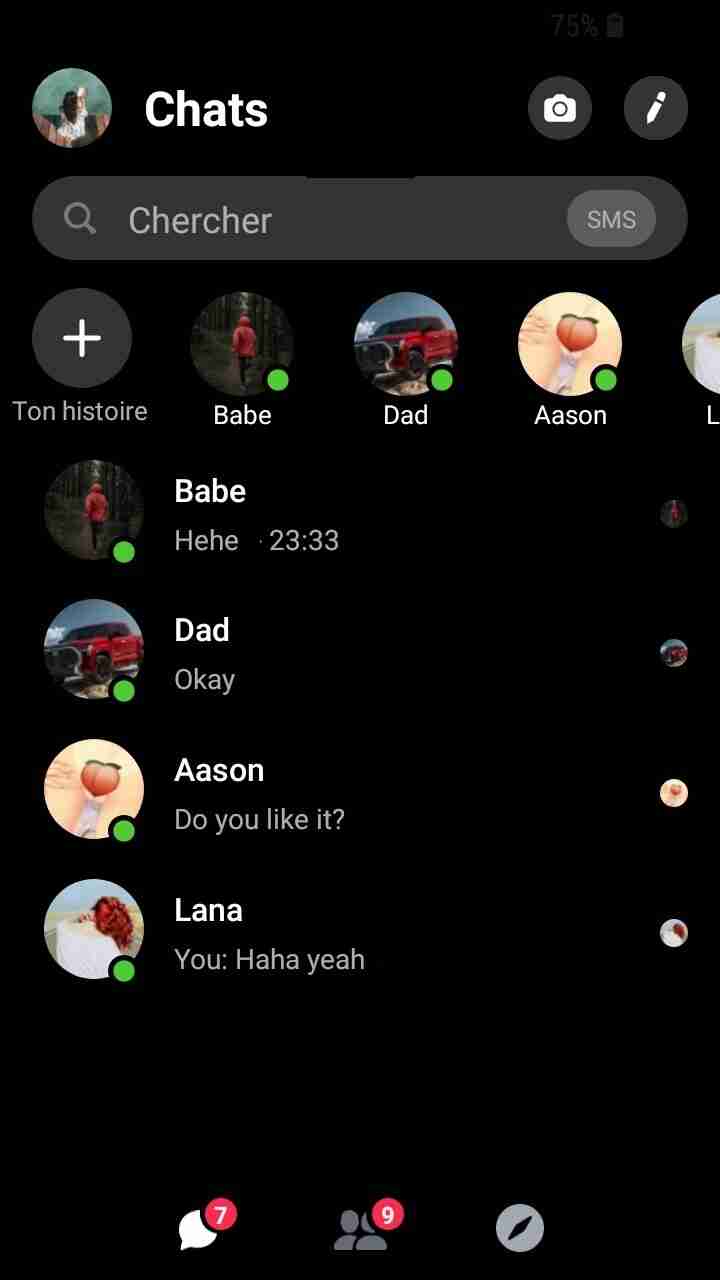 75%
Chats
Chercher SMS
Ton histoire Babe Dad Aason L
Babe
Hehe · 23:33
Dad
Okay
Aason
Do you like it?
Lana
You: Haha yeah
7 9